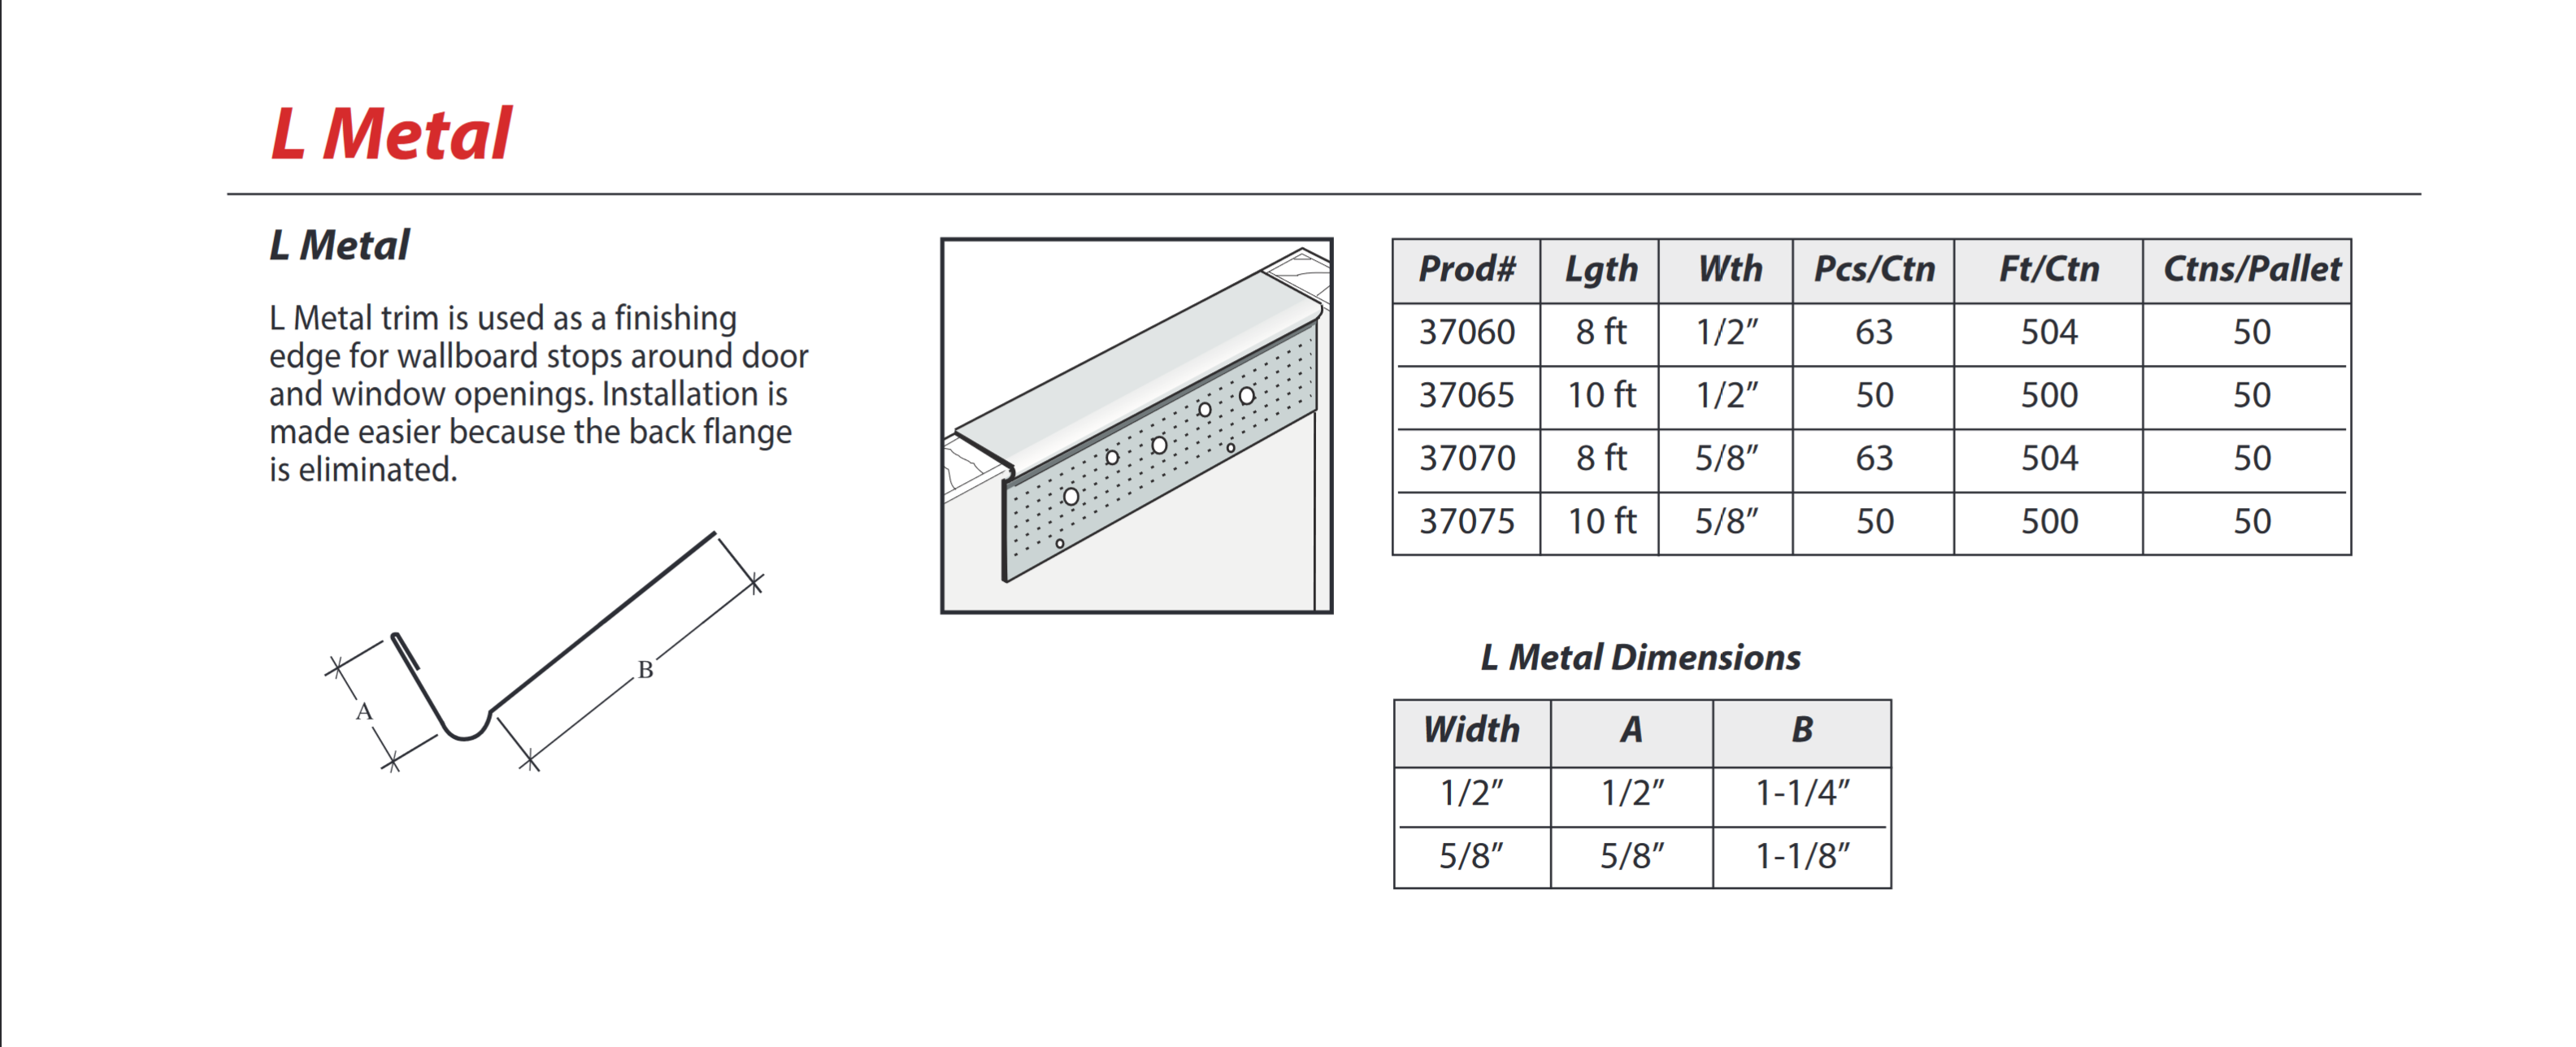 L Metal
L Metal
L Metal trim is used as a finishing
edge for wallboard stops around door
and window openings. Installation is
made easier because the back flange
is eliminated.
A
B
Prod# Lgth Wth Pcs/Ctn Ft/Ctn Ctns/Pallet
37060 8 ft 1/2” 63 504 50
37065 10 ft 1/2” 50 500 50
37070 8 ft 5/8” 63 504 50
37075 10 ft 5/8” 50 500 50
L Metal Dimensions
Width A B
1/2” 1/2” 1-1/4”
5/8” 5/8” 1-1/8”